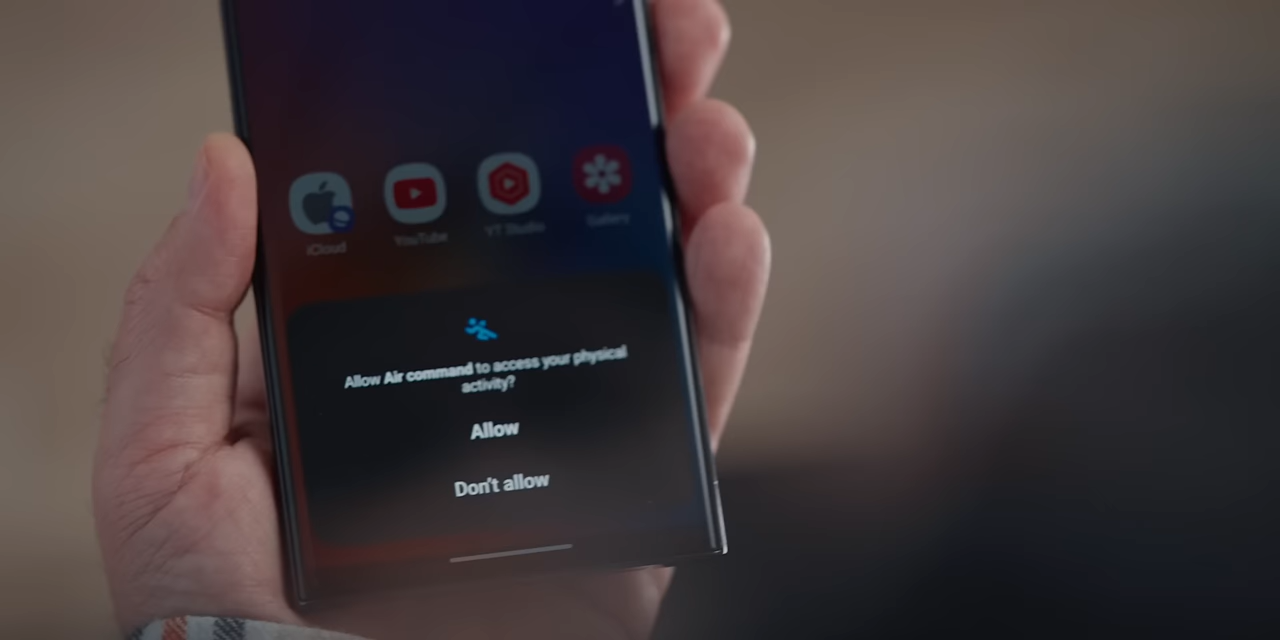 iCloud
YouTube
YT Studio
Gallery
Allow Air command to access your physical
activity?
Allow
Don't allow